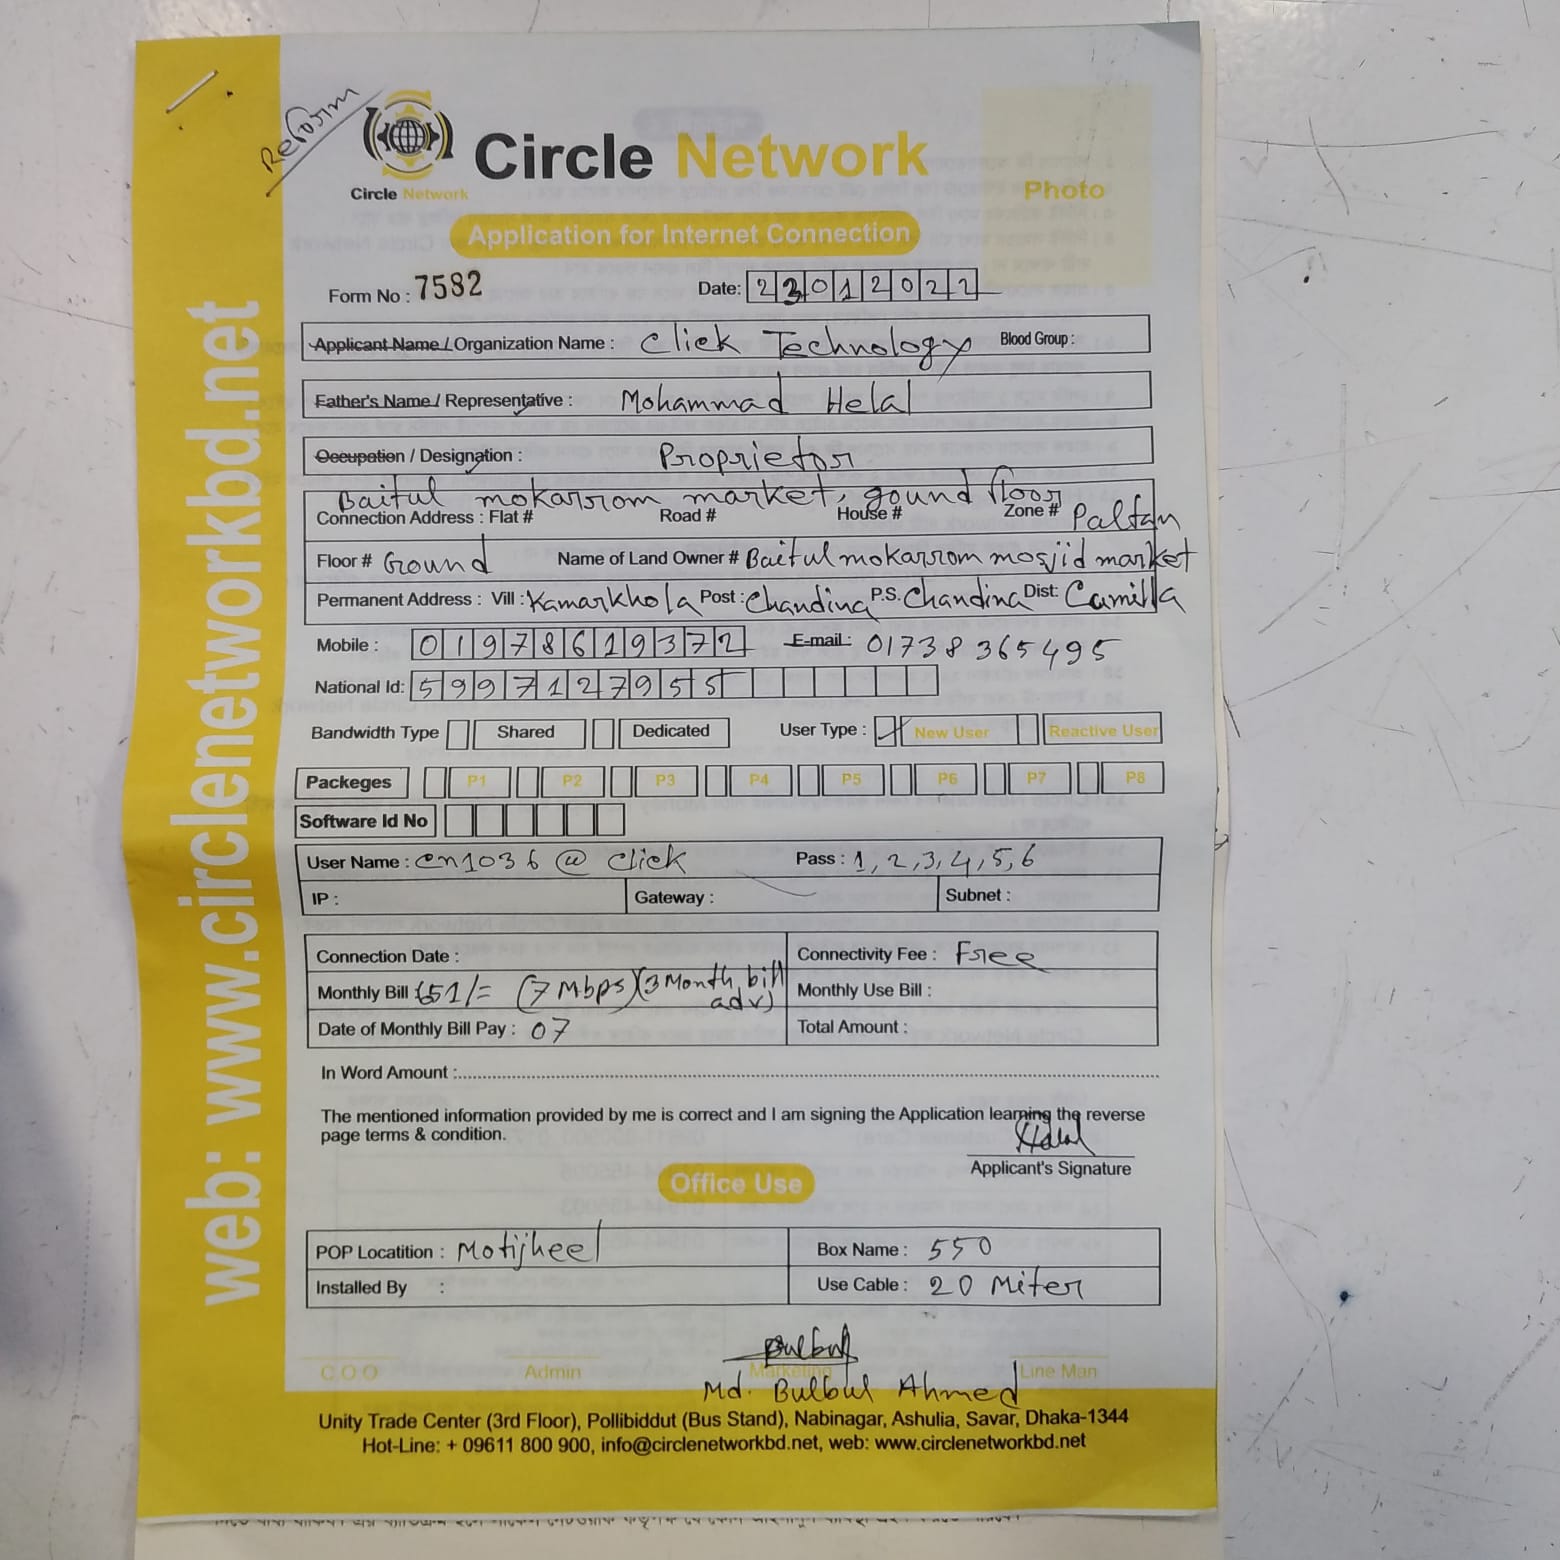 web: www.circlenetworkbd.net
Reform
Circle Network
Circle Network
Photo
Application for Internet Connection
Form No : 7582 Date: 23012022
Applicant Name / Organization Name : Click Technology Blood Group :
Father's Name / Representative : Mohammad Helal
Occupation / Designation : Proprietor
Baitul mokarrom market, gound floor
Connection Address : Flat # Road # House # Zone # Paltan
Floor # Ground Name of Land Owner # Baitul mokarrom mosjid market
Permanent Address : Vill : Kamarkhola Post : Chandina P.S. Chandina Dist: Cumilla
Mobile : 01978619372 E-mail : 01738365495
National Id: 5997127955
Bandwidth Type Shared Dedicated User Type : New User Reactive User
Packeges P1 P2 P3 P4 P5 P6 P7 P8
Software Id No
User Name : cn1036 @ click Pass : 1,2,3,4,5,6
IP : Gateway : Subnet :
Connection Date : Connectivity Fee : Free
Monthly Bill 651/= (7 Mbps) (3 Month bill adv) Monthly Use Bill :
Date of Monthly Bill Pay : 07 Total Amount :
In Word Amount :
The mentioned information provided by me is correct and I am signing the Application learning the reverse
page terms & condition.
Helal
Applicant's Signature
Office Use
POP Locatition : Motijheel Box Name : 550
Installed By : Use Cable : 20 Miter
Bulbul
C.O.O Admin Marketing Line Man
Md. Bulbul Ahmed
Unity Trade Center (3rd Floor), Pollibiddut (Bus Stand), Nabinagar, Ashulia, Savar, Dhaka-1344
Hot-Line: + 09611 800 900, info@circlenetworkbd.net, web: www.circlenetworkbd.net